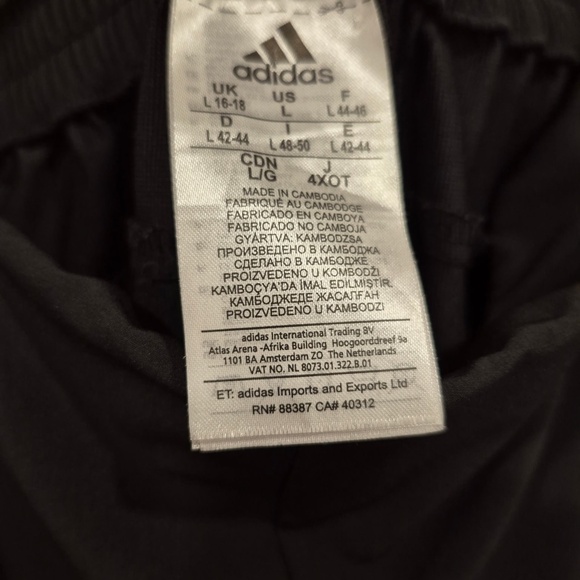 adidas
UK US F
L 16-18 L L 44-46
D I E
L 42-44 L 48-50 L 42-44
CDN J
L/G 4XOT
MADE IN CAMBODIA
FABRIQUÉ AU CAMBODGE
FABRICADO EN CAMBOYA
FABRICADO NO CAMBOJA
GYÁRTVA: KAMBODZSA
ПРОИЗВЕДЕНО В КАМБОДЖА
СДЕЛАНО В КАМБОДЖЕ
PROIZVEDENO U KOMBODŽI
KAMBOÇYA'DA İMAL EDİLMİŞTİR.
КАМБОДЖЕДЕ ЖАСАЛҒАН
PROIZVEDENO U KAMBODZI
adidas International Trading BV
Atlas Arena -Afrika Building Hoogoorddreef 9a
1101 BA Amsterdam ZO The Netherlands
VAT NO. NL 8073.01.322.B.01
ET: adidas Imports and Exports Ltd
RN# 88387 CA# 40312